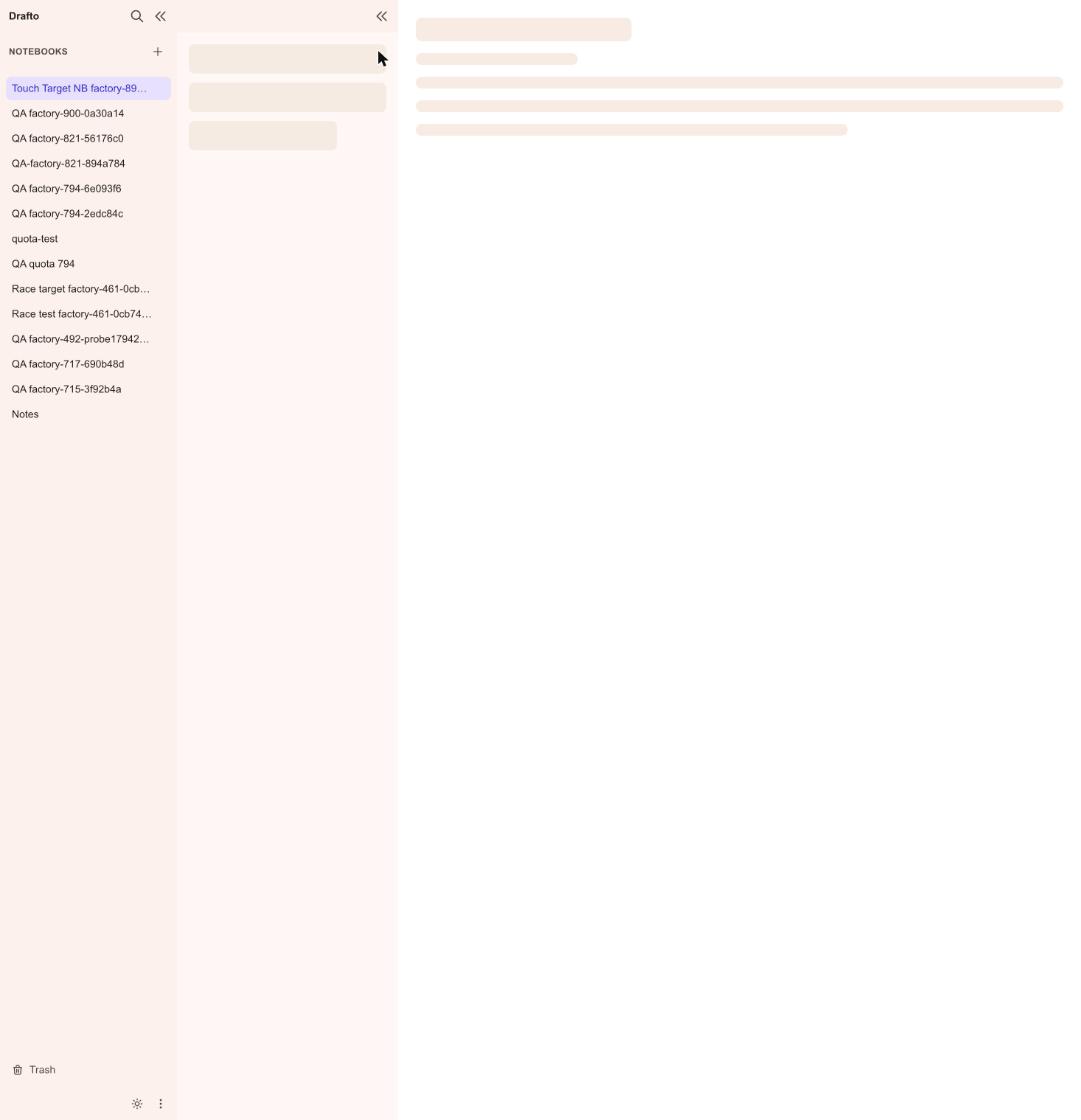 Drafto
NOTEBOOKS
Touch Target NB factory-89…
QA factory-900-0a30a14
QA factory-821-56176c0
QA-factory-821-894a784
QA factory-794-6e093f6
QA factory-794-2edc84c
quota-test
QA quota 794
Race target factory-461-0cb…
Race test factory-461-0cb74…
QA factory-492-probe17942…
QA factory-717-690b48d
QA factory-715-3f92b4a
Notes
Trash